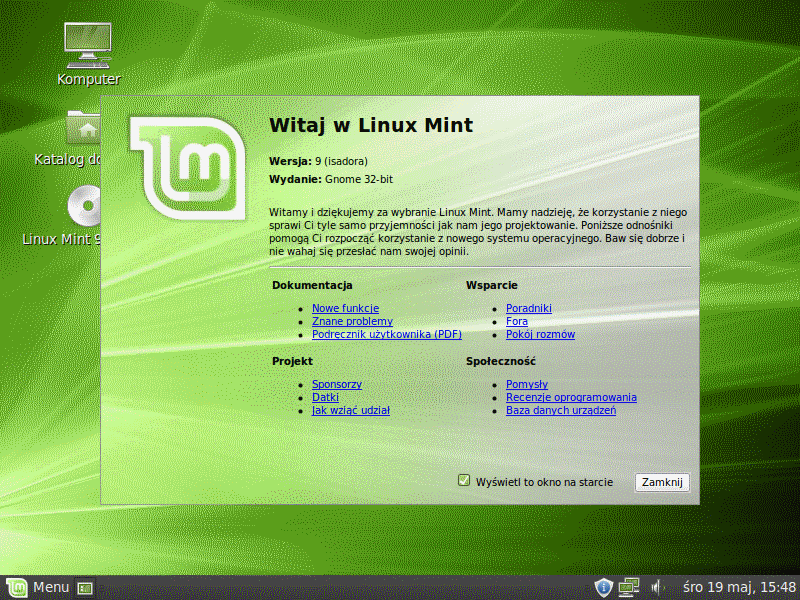 Komputer
Katalog do
Linux Mint 9
Witaj w Linux Mint
Wersja: 9 (isadora)
Wydanie: Gnome 32-bit
Witamy i dziękujemy za wybranie Linux Mint. Mamy nadzieję, że korzystanie z niego
sprawi Ci tyle samo przyjemności jak nam jego projektowanie. Poniższe odnośniki
pomogą Ci rozpocząć korzystanie z nowego systemu operacyjnego. Baw się dobrze i
nie wahaj się przesłać nam swojej opinii.
Dokumentacja
Nowe funkcje
Znane problemy
Podrecznik użytkownika (PDF)
Wsparcie
Poradniki
Fora
Pokój rozmów
Projekt
Sponsorzy
Datki
Jak wziąć udział
Społeczność
Pomysły
Recenzje oprogramowania
Baza danych urządzeń
Wyświetl to okno na starcie
Zamknij
Menu
śro 19 maj, 15:48